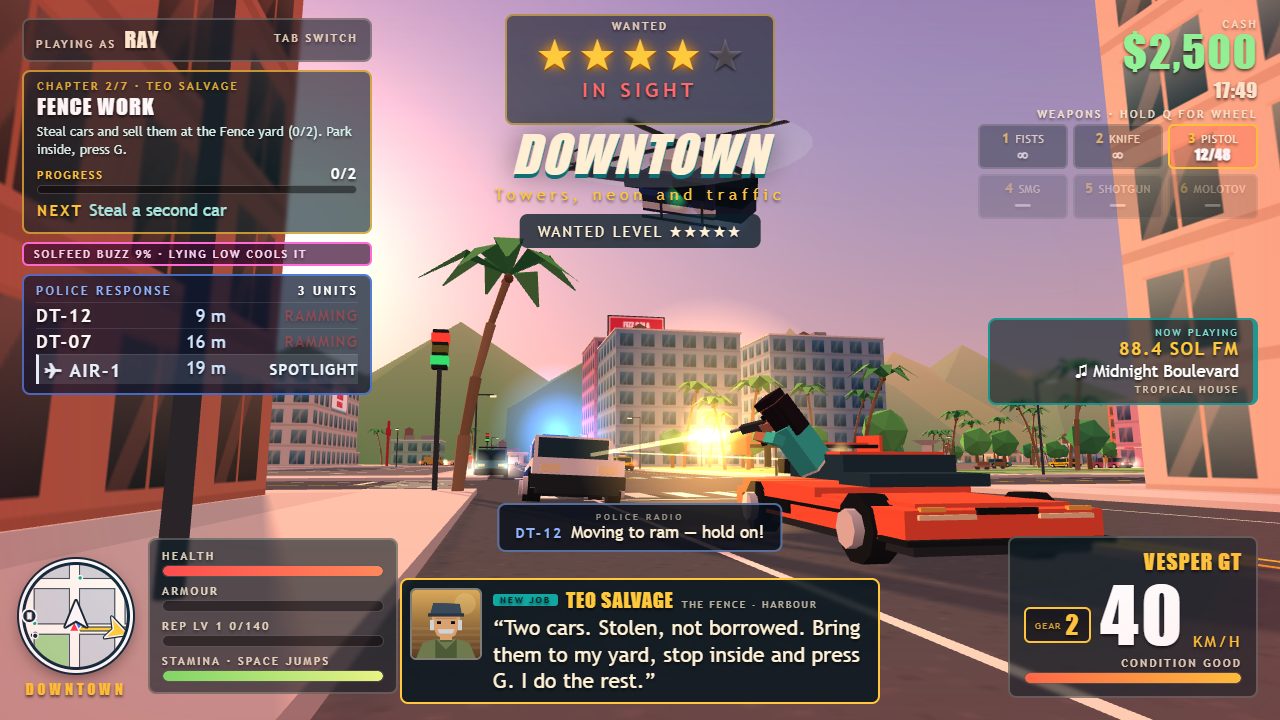 PLAYING AS RAY TAB SWITCH
CHAPTER 2/7 · TEO SALVAGE
FENCE WORK
Steal cars and sell them at the Fence yard (0/2). Park
inside, press G.
PROGRESS 0/2
NEXT Steal a second car
SOLFEED BUZZ 9% · LYING LOW COOLS IT
POLICE RESPONSE 3 UNITS
DT-12 9 m RAMMING
DT-07 16 m RAMMING
AIR-1 19 m SPOTLIGHT
WANTED
IN SIGHT
DOWNTOWN
Towers, neon and traffic
WANTED LEVEL ★★★★★
CASH
$2,500
17:49
WEAPONS · HOLD Q FOR WHEEL
1 FISTS 2 KNIFE 3 PISTOL
∞ ∞ 12/48
4 SMG 5 SHOTGUN 6 MOLOTOV
— — —
NOW PLAYING
88.4 SOL FM
♫ Midnight Boulevard
TROPICAL HOUSE
POLICE RADIO
DT-12 Moving to ram — hold on!
HEALTH
ARMOUR
REP LV 1 0/140
STAMINA · SPACE JUMPS
DOWNTOWN
NEW JOB TEO SALVAGE THE FENCE · HARBOUR
“Two cars. Stolen, not borrowed. Bring
them to my yard, stop inside and press
G. I do the rest.”
VESPER GT
GEAR 2 40 KM/H
CONDITION GOOD